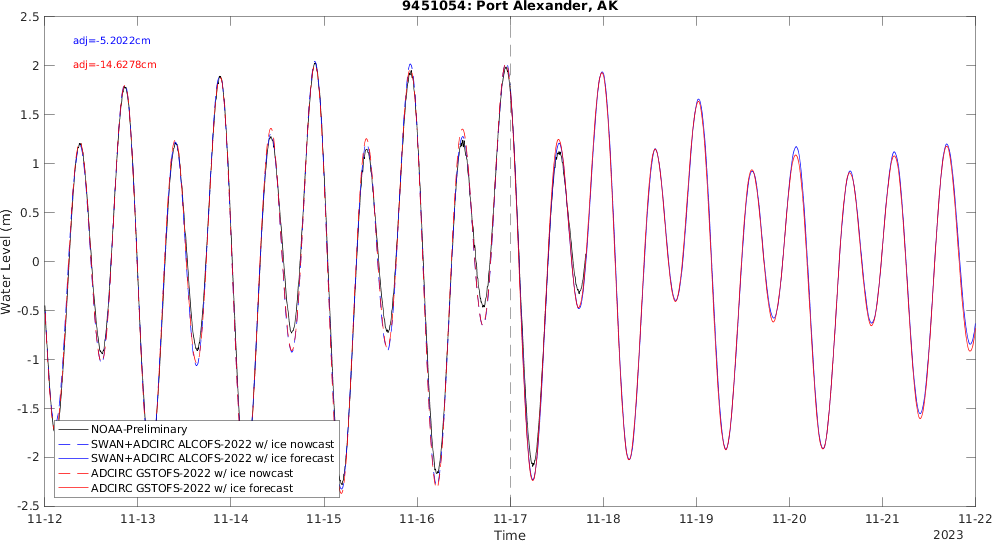 9451054: Port Alexander, AK
adj=-5.2022cm
adj=-14.6278cm
Water Level (m)
2.5
2
1.5
1
0.5
0
-0.5
-1
-1.5
-2
-2.5
NOAA-Preliminary
SWAN+ADCIRC ALCOFS-2022 w/ ice nowcast
SWAN+ADCIRC ALCOFS-2022 w/ ice forecast
ADCIRC GSTOFS-2022 w/ ice nowcast
ADCIRC GSTOFS-2022 w/ ice forecast
11-12 11-13 11-14 11-15 11-16 11-17 11-18 11-19 11-20 11-21 11-22
Time
2023